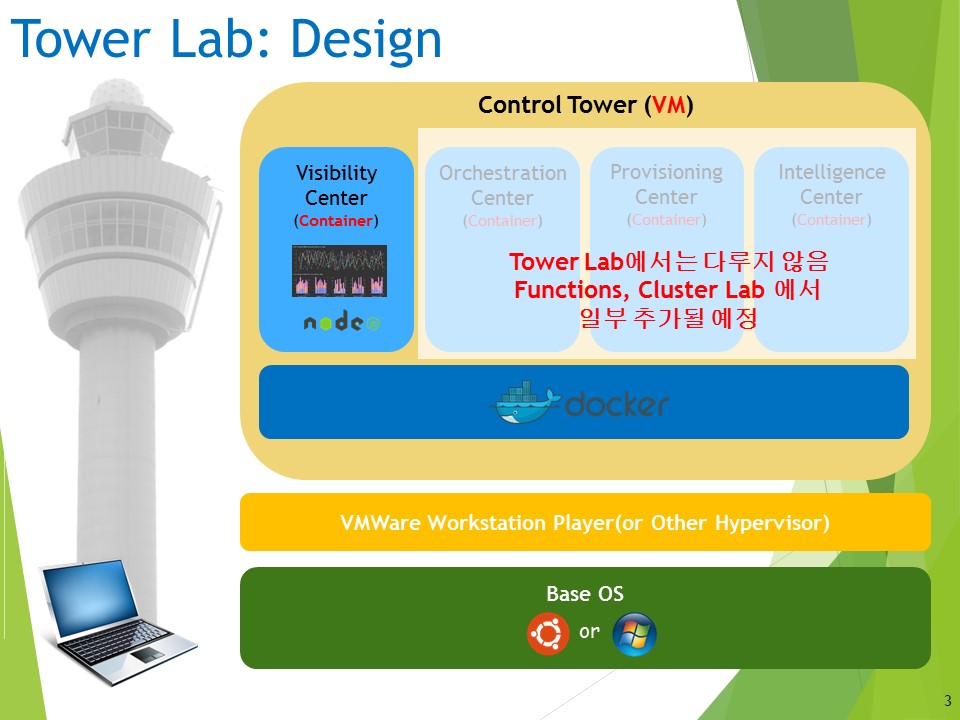 Tower Lab: Design
Control Tower (VM)
Visibility
Center
(Container)
Orchestration
Center
(Container)
Provisioning
Center
(Container)
Intelligence
Center
(Container)
Tower Lab에서는 다루지 않음
Functions, Cluster Lab 에서
일부 추가될 예정
node
docker
VMWare Workstation Player(or Other Hypervisor)
Base OS
or
3